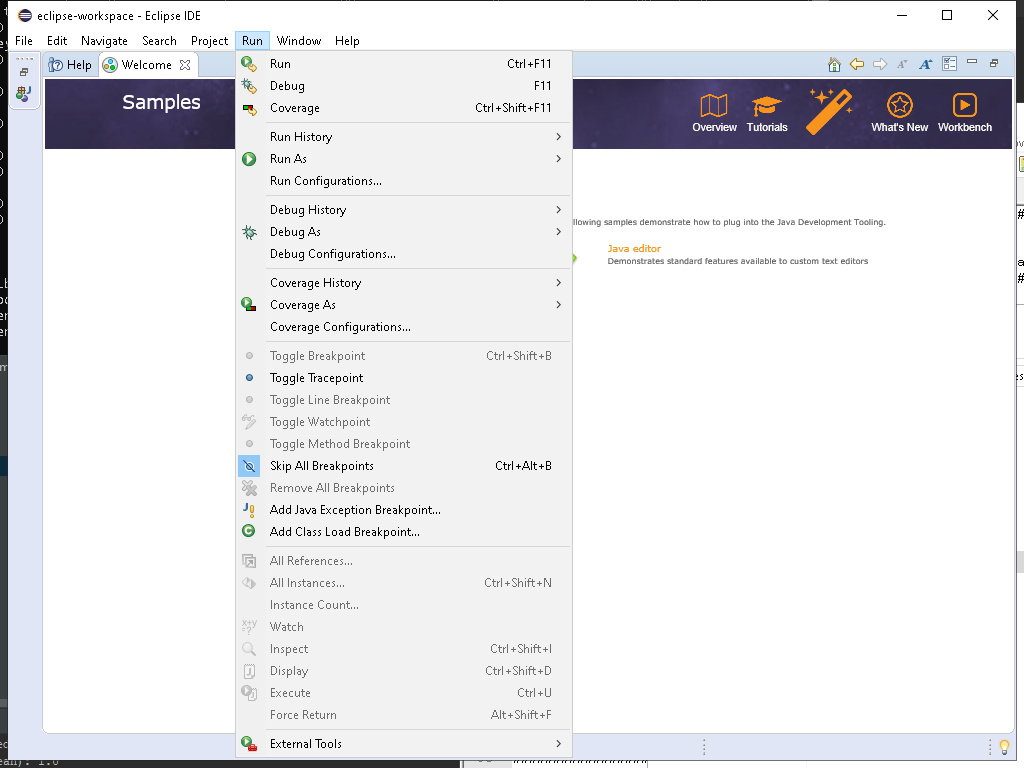 eclipse-workspace - Eclipse IDE
File Edit Navigate Search Project Run Window Help
Help Welcome
Samples
Overview Tutorials What's New Workbench
Run Ctrl+F11
Debug F11
Coverage Ctrl+Shift+F11
Run History
Run As
Run Configurations...
Debug History
Debug As
Debug Configurations...
Coverage History
Coverage As
Coverage Configurations...
Toggle Breakpoint Ctrl+Shift+B
Toggle Tracepoint
Toggle Line Breakpoint
Toggle Watchpoint
Toggle Method Breakpoint
Skip All Breakpoints Ctrl+Alt+B
Remove All Breakpoints
Add Java Exception Breakpoint...
Add Class Load Breakpoint...
All References...
All Instances... Ctrl+Shift+N
Instance Count...
Watch
Inspect Ctrl+Shift+I
Display Ctrl+Shift+D
Execute Ctrl+U
Force Return Alt+Shift+F
External Tools
llowing samples demonstrate how to plug into the Java Development Tooling.
Java editor
Demonstrates standard features available to custom text editors